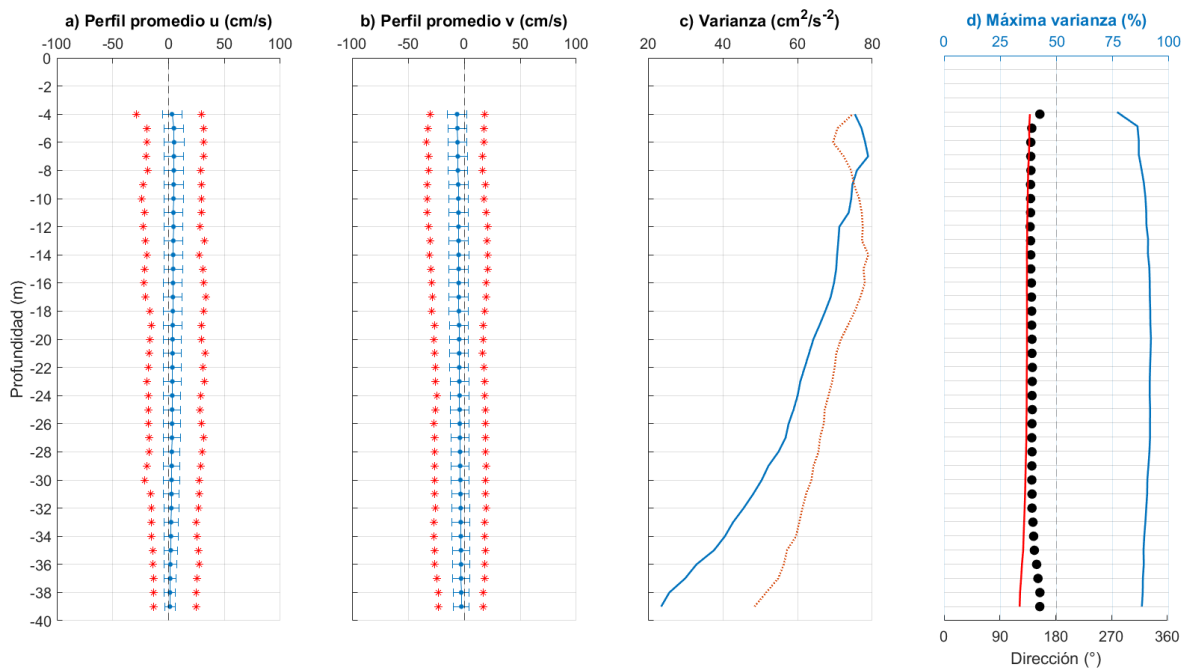 a) Perfil promedio u (cm/s)
-100 -50 0 50 100
b) Perfil promedio v (cm/s)
-100 -50 0 50 100
c) Varianza (cm²/s⁻²)
20 40 60 80
d) Máxima varianza (%)
0 25 50 75 100
Profundidad (m)
0
-2
-4
-6
-8
-10
-12
-14
-16
-18
-20
-22
-24
-26
-28
-30
-32
-34
-36
-38
-40
0 90 180 270 360
Dirección (°)